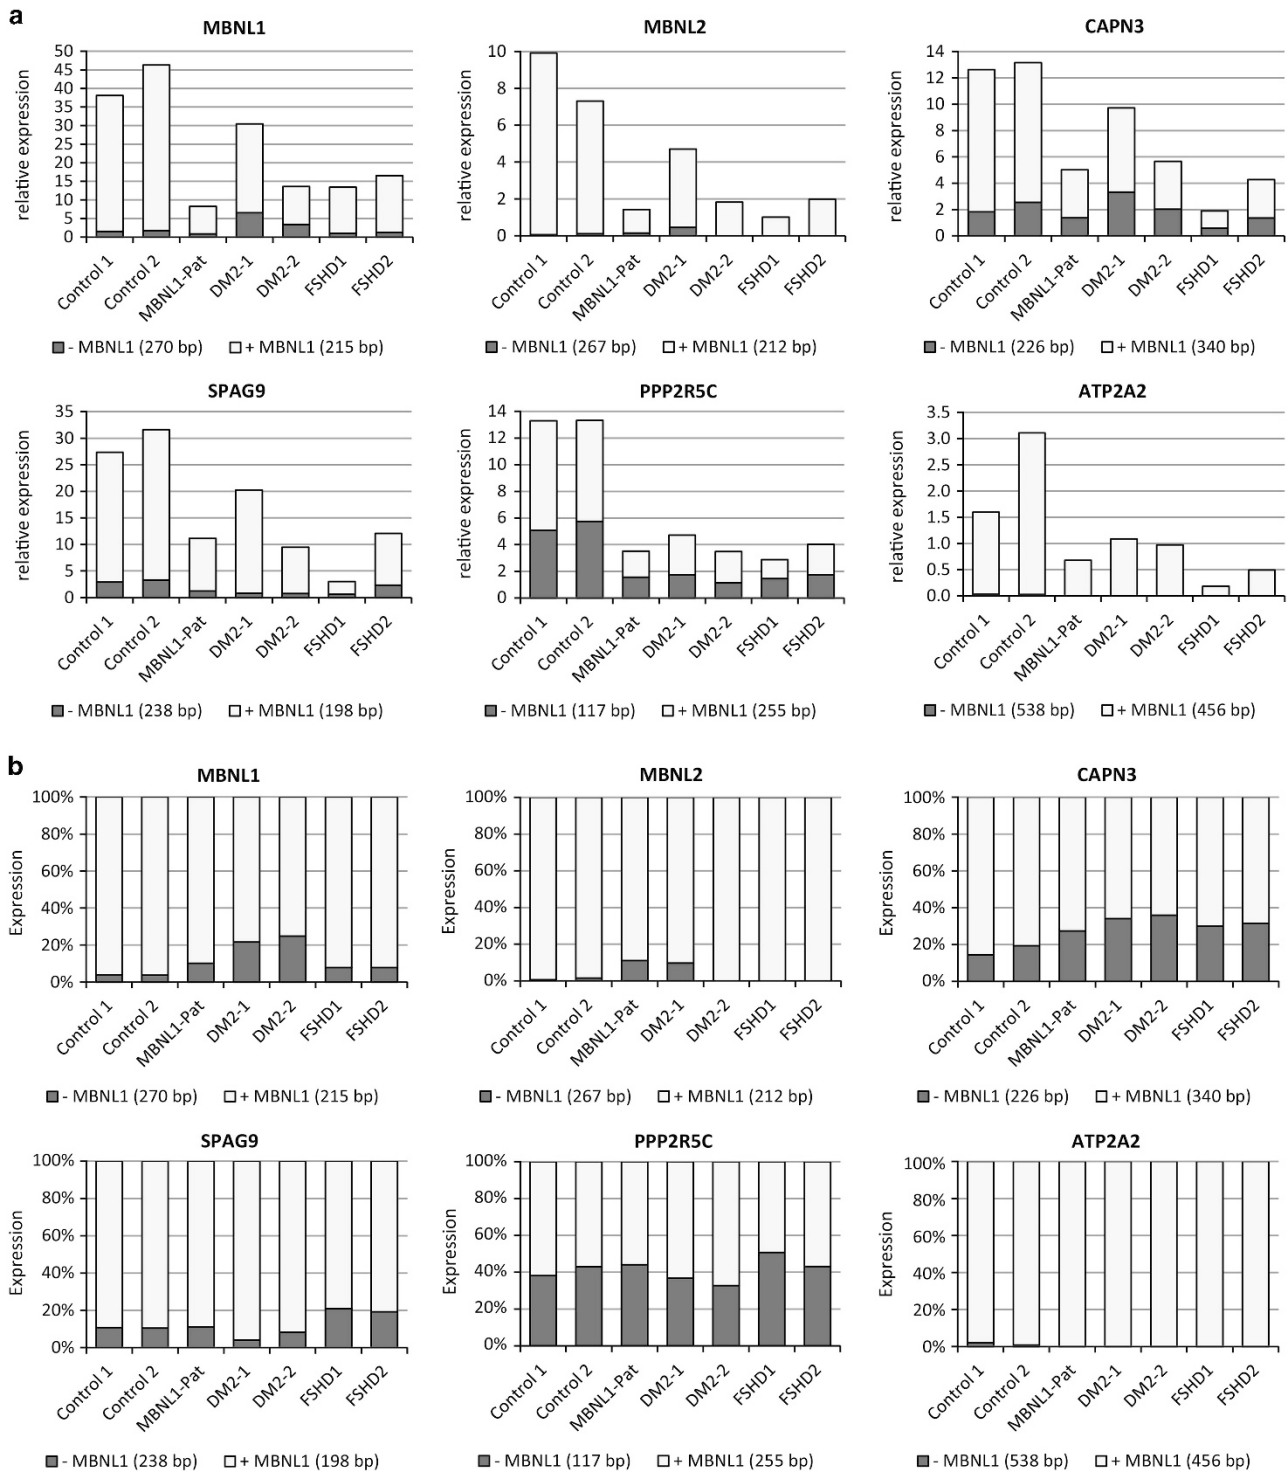 a
MBNL1
relative expression
50
45
40
35
30
25
20
15
10
5
0
Control 1
Control 2
MBNL1-Pat
DM2-1
DM2-2
FSHD1
FSHD2
- MBNL1 (270 bp) + MBNL1 (215 bp)
MBNL2
relative expression
10
8
6
4
2
0
Control 1
Control 2
MBNL1-Pat
DM2-1
DM2-2
FSHD1
FSHD2
- MBNL1 (267 bp) + MBNL1 (212 bp)
CAPN3
relative expression
14
12
10
8
6
4
2
0
Control 1
Control 2
MBNL1-Pat
DM2-1
DM2-2
FSHD1
FSHD2
- MBNL1 (226 bp) + MBNL1 (340 bp)
SPAG9
relative expression
35
30
25
20
15
10
5
0
Control 1
Control 2
MBNL1-Pat
DM2-1
DM2-2
FSHD1
FSHD2
- MBNL1 (238 bp) + MBNL1 (198 bp)
PPP2R5C
relative expression
14
12
10
8
6
4
2
0
Control 1
Control 2
MBNL1-Pat
DM2-1
DM2-2
FSHD1
FSHD2
- MBNL1 (117 bp) + MBNL1 (255 bp)
ATP2A2
relative expression
3.5
3.0
2.5
2.0
1.5
1.0
0.5
0.0
Control 1
Control 2
MBNL1-Pat
DM2-1
DM2-2
FSHD1
FSHD2
- MBNL1 (538 bp) + MBNL1 (456 bp)
b
MBNL1
Expression
100%
80%
60%
40%
20%
0%
Control 1
Control 2
MBNL1-Pat
DM2-1
DM2-2
FSHD1
FSHD2
- MBNL1 (270 bp) + MBNL1 (215 bp)
MBNL2
Expression
100%
80%
60%
40%
20%
0%
Control 1
Control 2
MBNL1-Pat
DM2-1
DM2-2
FSHD1
FSHD2
- MBNL1 (267 bp) + MBNL1 (212 bp)
CAPN3
Expression
100%
80%
60%
40%
20%
0%
Control 1
Control 2
MBNL1-Pat
DM2-1
DM2-2
FSHD1
FSHD2
- MBNL1 (226 bp) + MBNL1 (340 bp)
SPAG9
Expression
100%
80%
60%
40%
20%
0%
Control 1
Control 2
MBNL1-Pat
DM2-1
DM2-2
FSHD1
FSHD2
- MBNL1 (238 bp) + MBNL1 (198 bp)
PPP2R5C
Expression
100%
80%
60%
40%
20%
0%
Control 1
Control 2
MBNL1-Pat
DM2-1
DM2-2
FSHD1
FSHD2
- MBNL1 (117 bp) + MBNL1 (255 bp)
ATP2A2
Expression
100%
80%
60%
40%
20%
0%
Control 1
Control 2
MBNL1-Pat
DM2-1
DM2-2
FSHD1
FSHD2
- MBNL1 (538 bp) + MBNL1 (456 bp)